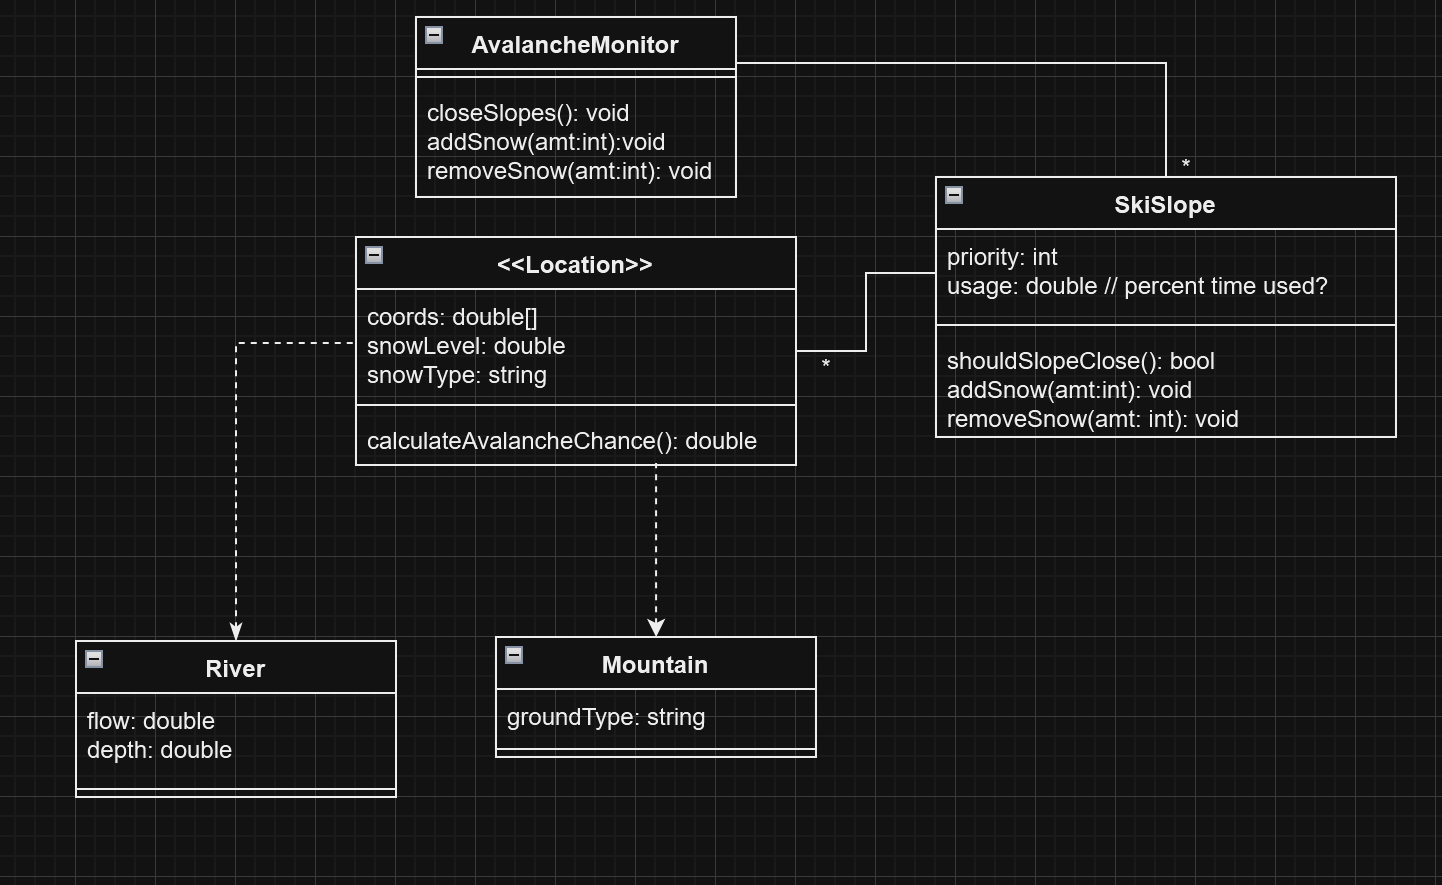 AvalancheMonitor
closeSlopes(): void
addSnow(amt:int):void
removeSnow(amt:int): void
*
SkiSlope
priority: int
usage: double // percent time used?
shouldSlopeClose(): bool
addSnow(amt:int): void
removeSnow(amt: int): void
<<Location>>
coords: double[]
snowLevel: double
snowType: string
calculateAvalancheChance(): double
*
River
flow: double
depth: double
Mountain
groundType: string